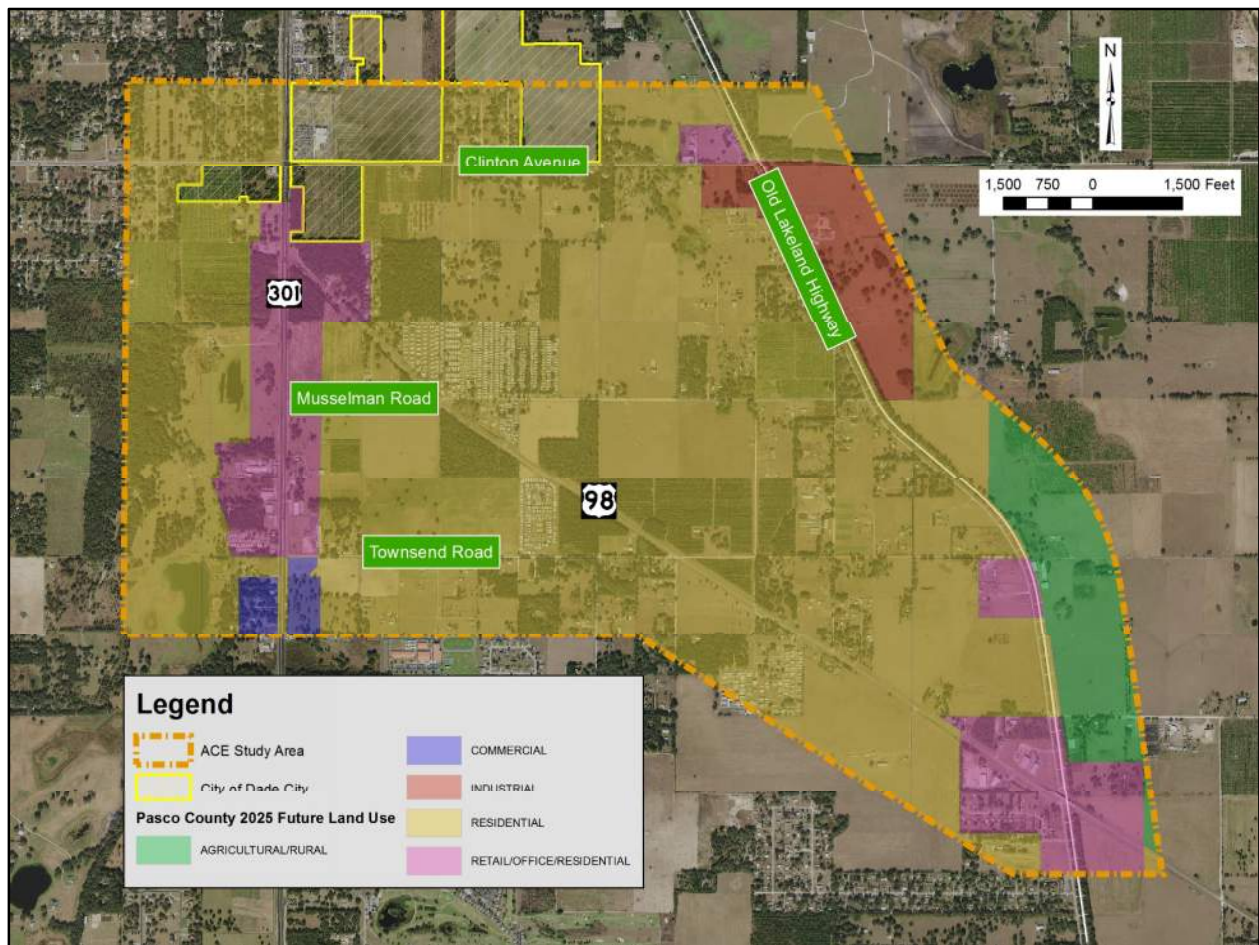 N
1,500 750 0 1,500 Feet
Clinton Avenue
Old Lakeland Highway
301
Musselman Road
98
Townsend Road
Legend
ACE Study Area
City of Dade City
Pasco County 2025 Future Land Use
AGRICULTURAL/RURAL
COMMERCIAL
INDUSTRIAL
RESIDENTIAL
RETAIL/OFFICE/RESIDENTIAL